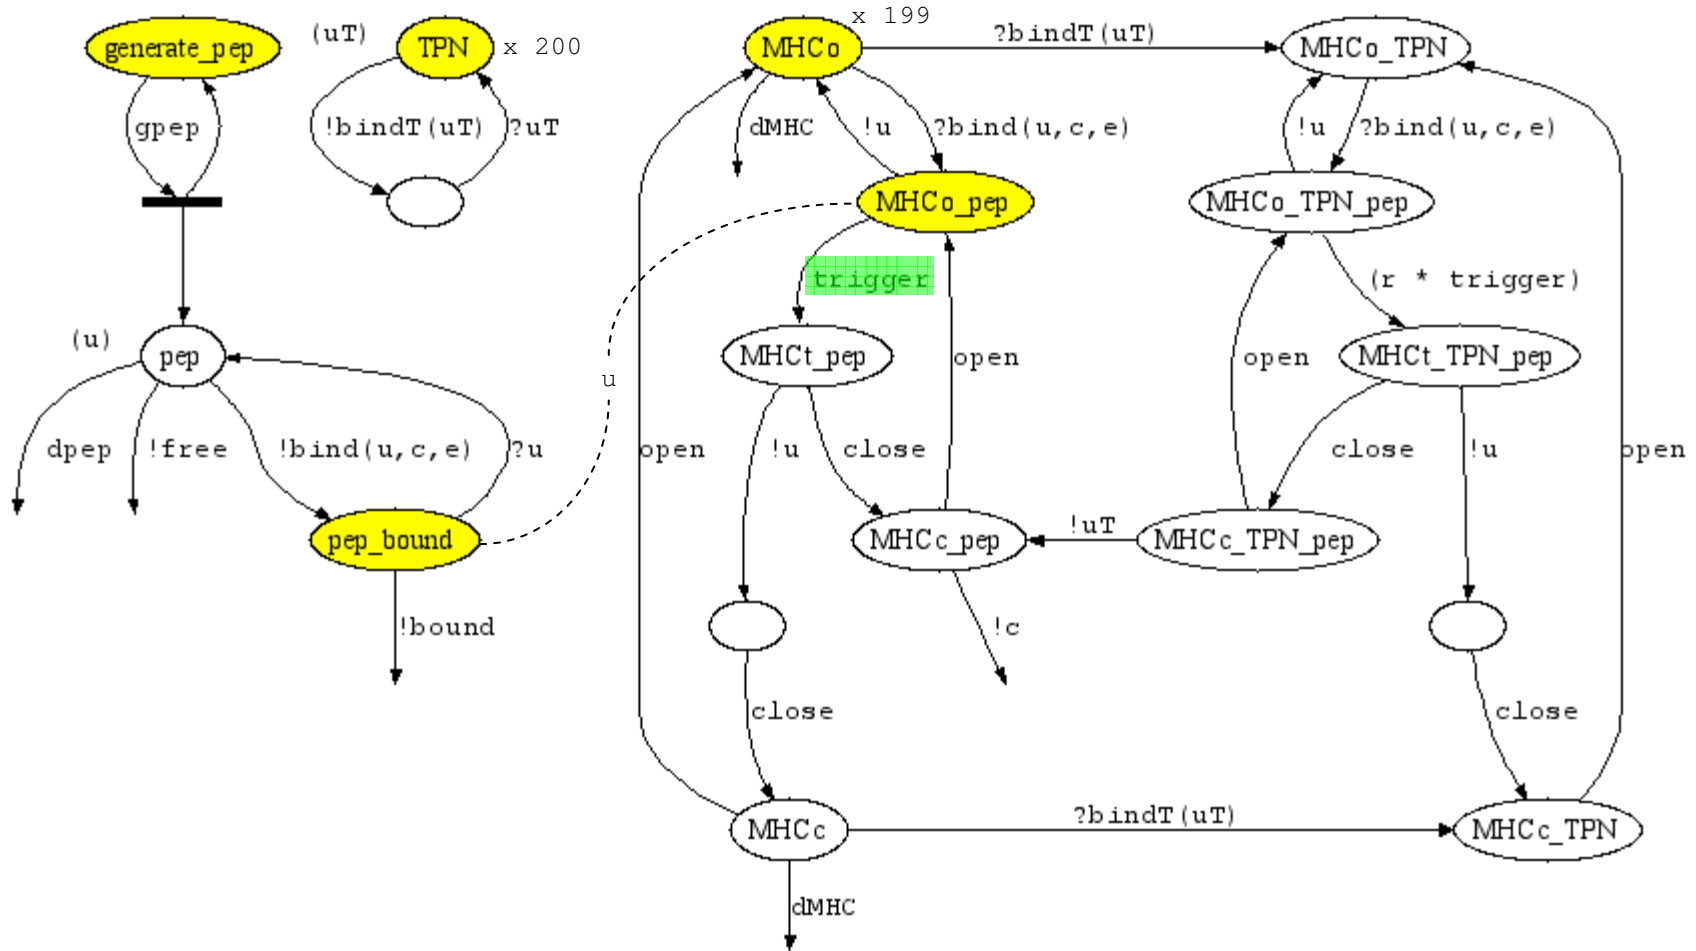 x 199
generate_pep
(uT)
TPN
x 200
MHCo
?bindT(uT)
MHCo_TPN
gpep
!bindT(uT)
?uT
dMHC
!u
?bind(u,c,e)
!u
?bind(u,c,e)
MHCo_pep
MHCo_TPN_pep
trigger
(r * trigger)
(u)
pep
MHCt_pep
open
open
MHCt_TPN_pep
u
dpep
!free
!bind(u,c,e)
?u
open
!u
close
close
!u
open
pep_bound
MHCc_pep
!uT
MHCc_TPN_pep
!bound
!c
close
close
MHCc
?bindT(uT)
MHCc_TPN
dMHC